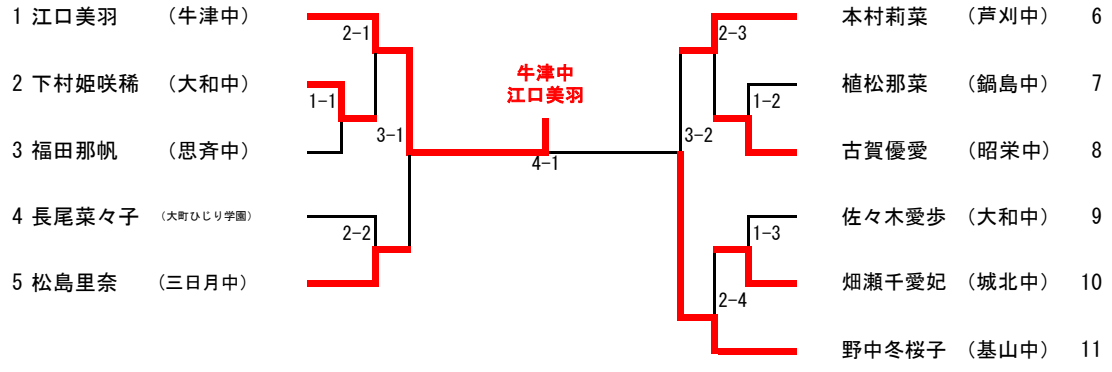 1 江口美羽 (牛津中)
2-1
2 下村姫咲稀 (大和中)
1-1
3 福田那帆 (思斉中)
3-1
4 長尾菜々子 (大町ひじり学園)
2-2
5 松島里奈 (三日月中)
牛津中
江口美羽
4-1
本村莉菜 (芦刈中) 6
2-3
植松那菜 (鍋島中) 7
1-2
3-2
古賀優愛 (昭栄中) 8
佐々木愛歩 (大和中) 9
1-3
畑瀬千愛妃 (城北中) 10
2-4
野中冬桜子 (基山中) 11